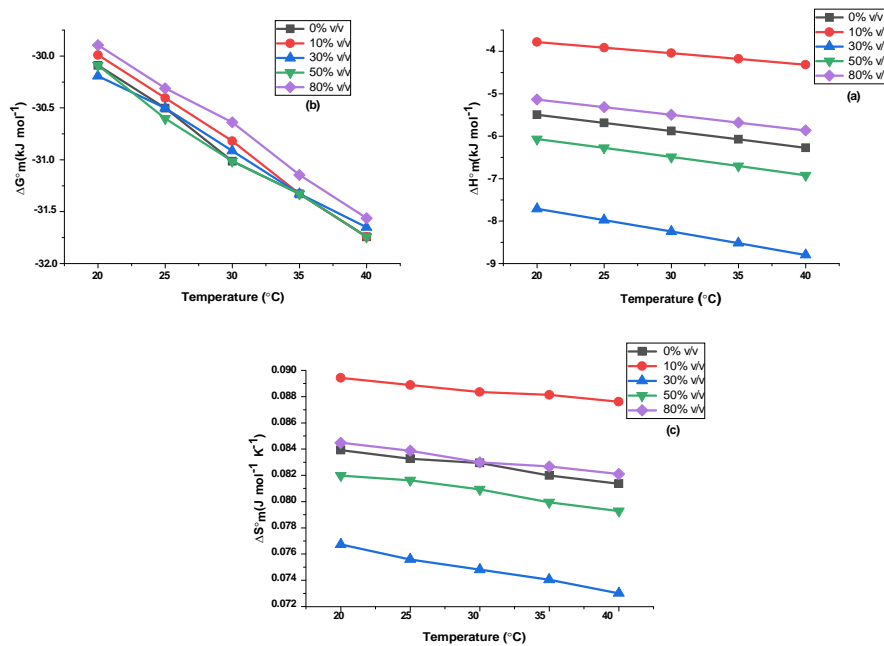 0% v/v
10% v/v
30% v/v
50% v/v
80% v/v
(b)
-30.0
-30.5
-31.0
-31.5
-32.0
ΔG°m(kJ mol⁻¹)
20
25
30
35
40
Temperature (°C)
0% v/v
10% v/v
30% v/v
50% v/v
80% v/v
(a)
-4
-5
-6
-7
-8
-9
ΔH°m(kJ mol⁻¹)
20
25
30
35
40
Temperature (°C)
0% v/v
10% v/v
30% v/v
50% v/v
80% v/v
(c)
0.090
0.088
0.086
0.084
0.082
0.080
0.078
0.076
0.074
0.072
ΔS°m(J mol⁻¹ K⁻¹)
20
25
30
35
40
Temperature (°C)